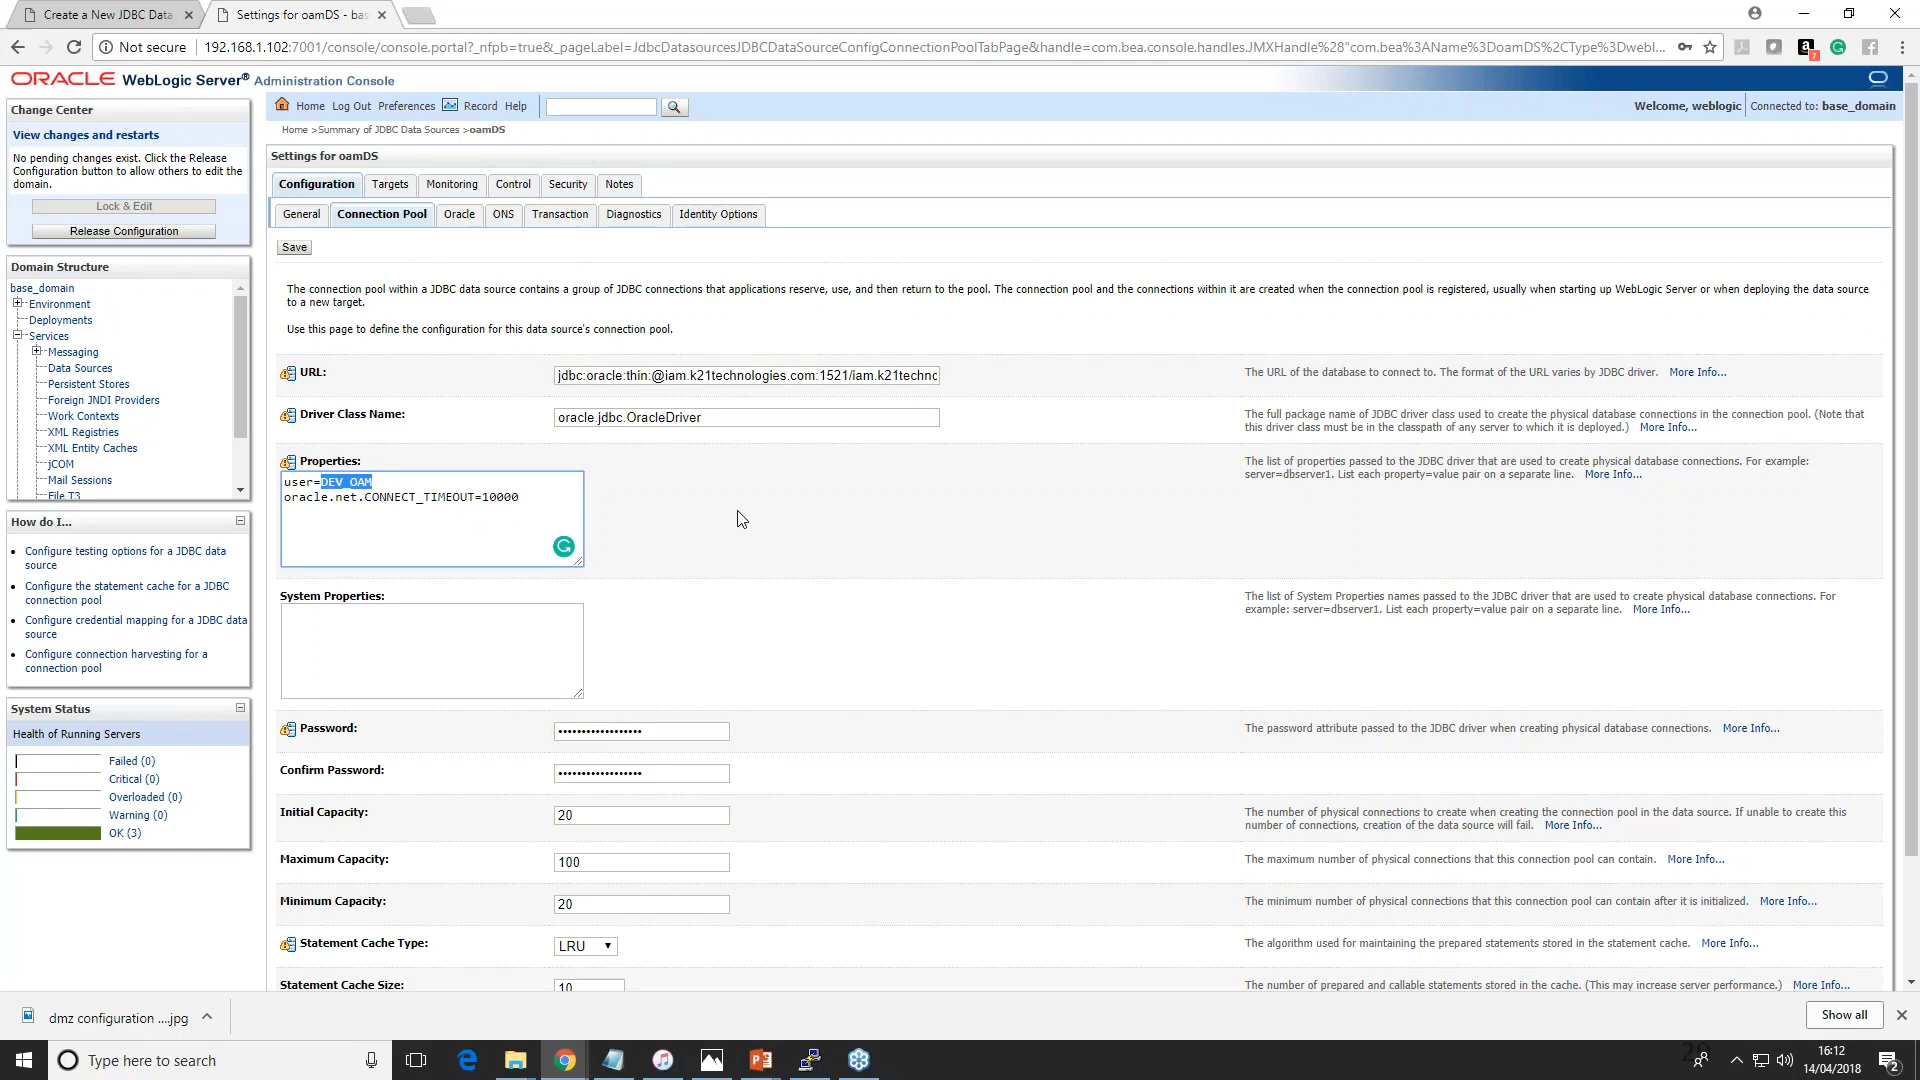 Create a New JDBC Data
Settings for oamDS - bas
Not secure
192.168.1.102:7001/console/console.portal?_nfpb=true&_pageLabel=JdbcDatasourcesJDBCDataSourceConfigConnectionPoolTabPage&handle=com.bea.console.handles.JMXHandle%28"com.bea%3AName%3DoamDS%2CType%3Dwebl...
ORACLE WebLogic Server® Administration Console
Change Center
View changes and restarts
No pending changes exist. Click the Release
Configuration button to allow others to edit the
domain.
Lock & Edit
Release Configuration
Domain Structure
base_domain
Environment
Deployments
Services
Messaging
Data Sources
Persistent Stores
Foreign JNDI Providers
Work Contexts
XML Registries
XML Entity Caches
jCOM
Mail Sessions
File T3
How do I...
Configure testing options for a JDBC data
source
Configure the statement cache for a JDBC
connection pool
Configure credential mapping for a JDBC data
source
Configure connection harvesting for a
connection pool
System Status
Health of Running Servers
Failed (0)
Critical (0)
Overloaded (0)
Warning (0)
OK (3)
Home Log Out Preferences Record Help
Welcome, weblogic Connected to: base_domain
Home >Summary of JDBC Data Sources >oamDS
Settings for oamDS
Configuration Targets Monitoring Control Security Notes
General Connection Pool Oracle ONS Transaction Diagnostics Identity Options
Save
The connection pool within a JDBC data source contains a group of JDBC connections that applications reserve, use, and then return to the pool. The connection pool and the connections within it are created when the connection pool is registered, usually when starting up WebLogic Server or when deploying the data source
to a new target.
Use this page to define the configuration for this data source's connection pool.
URL:
jdbc:oracle:thin:@iam.k21technologies.com:1521/iam.k21techno
The URL of the database to connect to. The format of the URL varies by JDBC driver. More Info...
Driver Class Name:
oracle.jdbc.OracleDriver
The full package name of JDBC driver class used to create the physical database connections in the connection pool. (Note that
this driver class must be in the classpath of any server to which it is deployed.) More Info...
Properties:
user=DEV_OAM
oracle.net.CONNECT_TIMEOUT=10000
The list of properties passed to the JDBC driver that are used to create physical database connections. For example:
server=dbserver1. List each property=value pair on a separate line. More Info...
System Properties:
The list of System Properties names passed to the JDBC driver that are used to create physical database connections. For
example: server=dbserver1. List each property=value pair on a separate line. More Info...
Password:
••••••••••••••••••
The password attribute passed to the JDBC driver when creating physical database connections. More Info...
Confirm Password:
••••••••••••••••••
Initial Capacity:
20
The number of physical connections to create when creating the connection pool in the data source. If unable to create this
number of connections, creation of the data source will fail. More Info...
Maximum Capacity:
100
The maximum number of physical connections that this connection pool can contain. More Info...
Minimum Capacity:
20
The minimum number of physical connections that this connection pool can contain after it is initialized. More Info...
Statement Cache Type:
LRU
The algorithm used for maintaining the prepared statements stored in the statement cache. More Info...
Statement Cache Size:
10
The number of prepared and callable statements stored in the cache. (This may increase server performance.) More Info...
dmz configuration ....jpg
Show all
Type here to search
16:12
14/04/2018
2